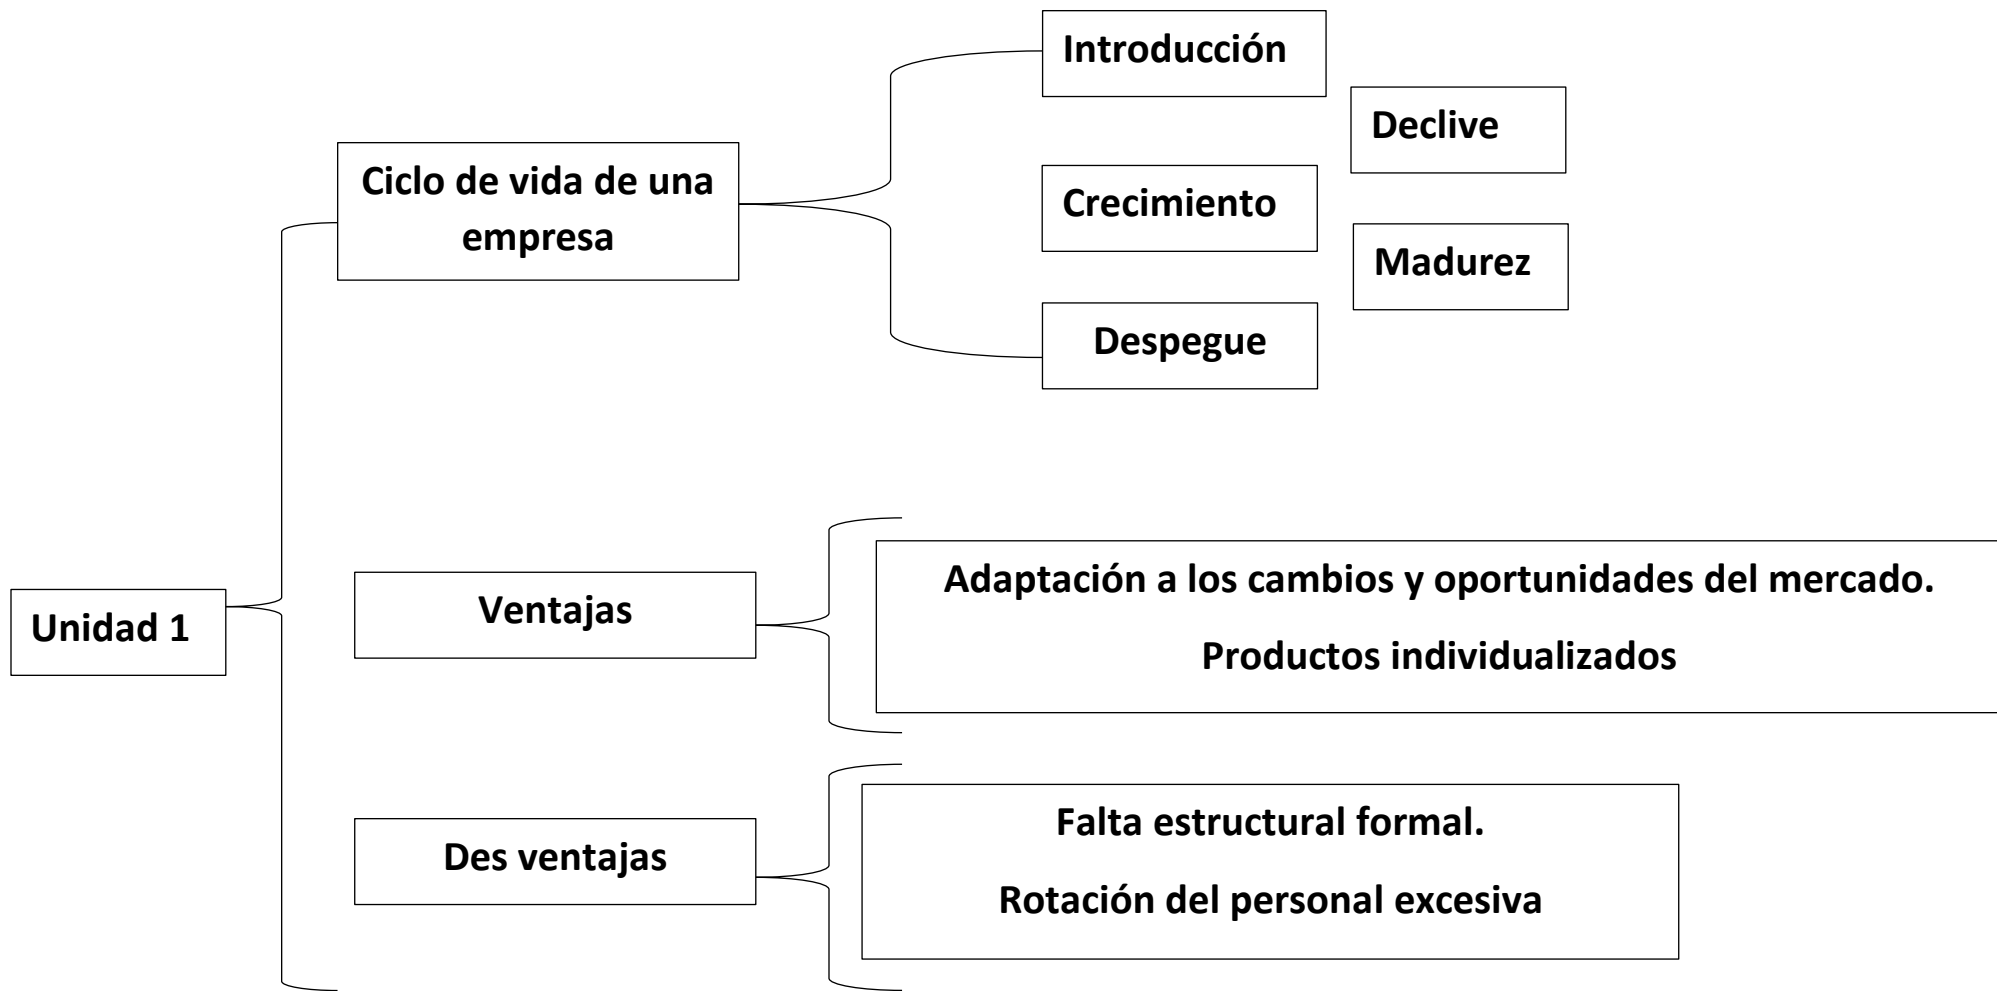 Introducción
Declive
Ciclo de vida de una
empresa
Crecimiento
Madurez
Despegue
Unidad 1
Ventajas
Adaptación a los cambios y oportunidades del mercado.
Productos individualizados
Des ventajas
Falta estructural formal.
Rotación del personal excesiva